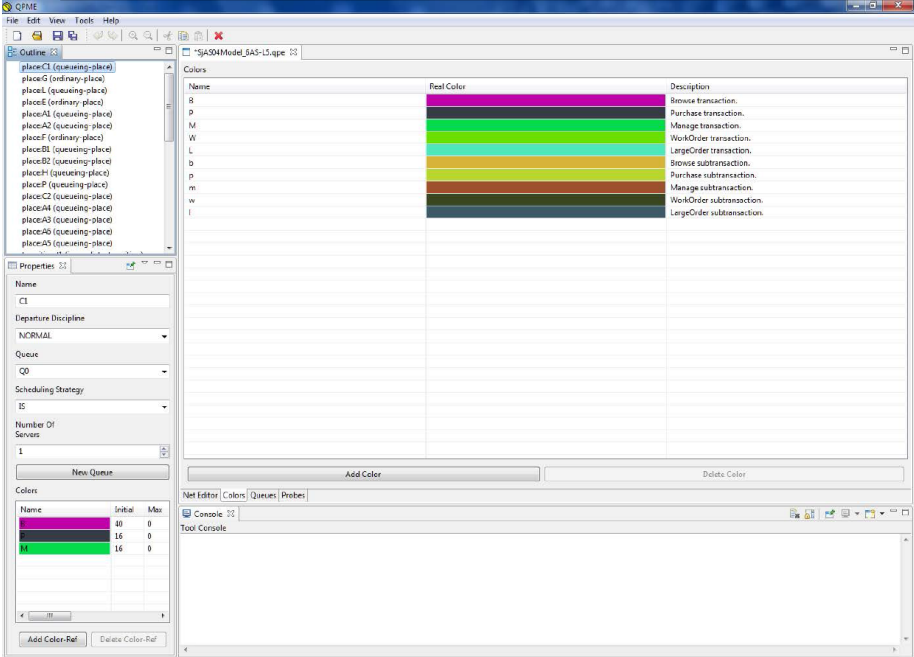 QPME
File Edit View Tools Help
Outline
place:C1 (queueing-place)
place:G (ordinary-place)
place:L (queueing-place)
place:E (ordinary-place)
place:A1 (queueing-place)
place:A2 (queueing-place)
place:F (ordinary-place)
place:B1 (queueing-place)
place:B2 (queueing-place)
place:H (queueing-place)
place:P (queueing-place)
place:C2 (queueing-place)
place:A4 (queueing-place)
place:A3 (queueing-place)
place:A6 (queueing-place)
place:A5 (queueing-place)
Properties
Name
C1
Departure Discipline
NORMAL
Queue
Q0
Scheduling Strategy
IS
Number Of
Servers
1
New Queue
Colors
Name Initial Max
B 40 0
P 16 0
M 16 0
Add Color-Ref Delete Color-Ref
*SjAS04Model_6AS-L5.qpe
Colors
Name Real Color Description
B Browse transaction.
P Purchase transaction.
M Manage transaction.
W WorkOrder transaction.
L LargeOrder transaction.
b Browse subtransaction.
p Purchase subtransaction.
m Manage subtransaction.
w WorkOrder subtransaction.
l LargeOrder subtransaction.
Add Color Delete Color
Net Editor Colors Queues Probes
Console
Tool Console